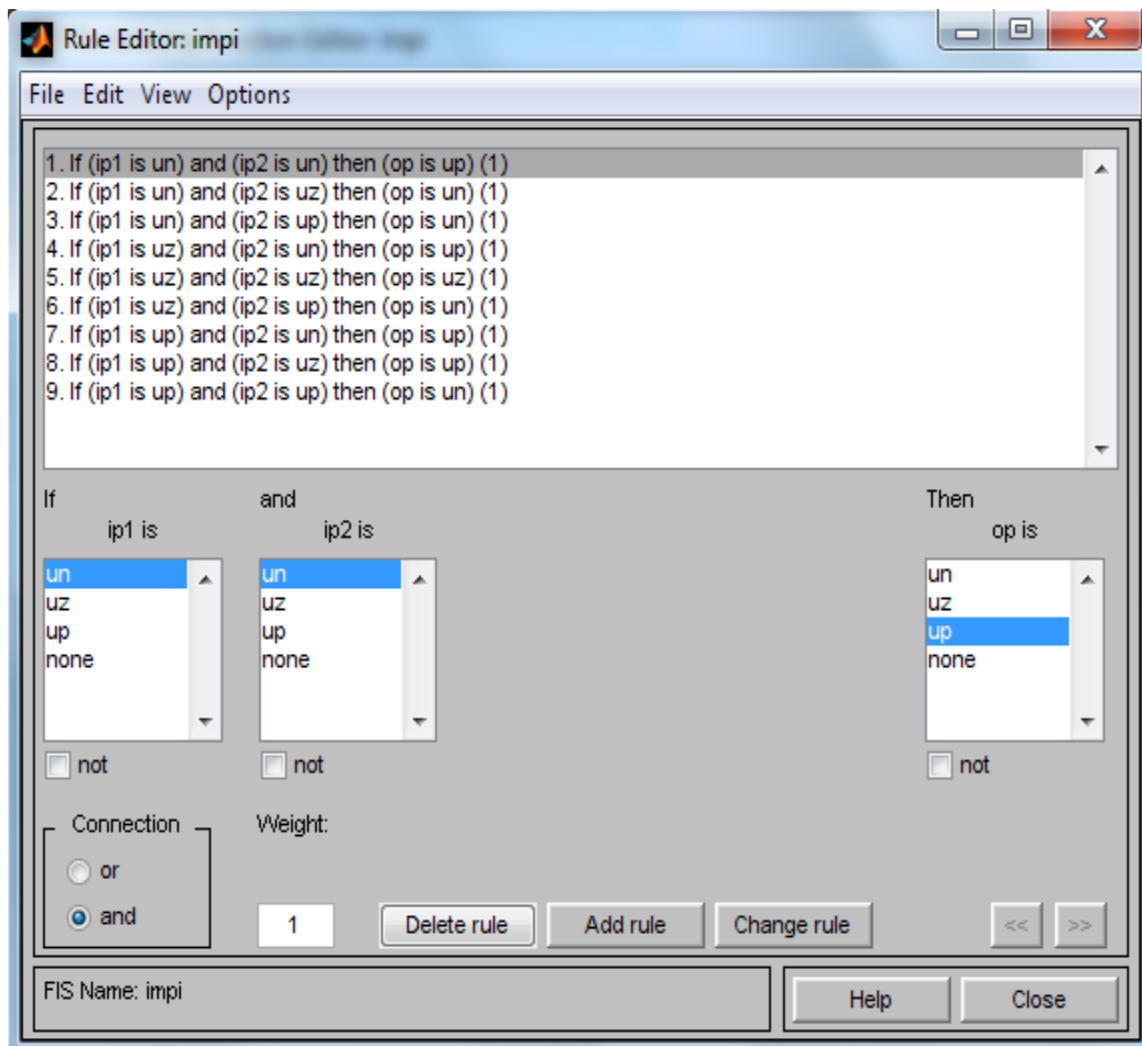 Rule Editor: impi
File Edit View Options
1. If (ip1 is un) and (ip2 is un) then (op is up) (1)
2. If (ip1 is un) and (ip2 is uz) then (op is un) (1)
3. If (ip1 is un) and (ip2 is up) then (op is un) (1)
4. If (ip1 is uz) and (ip2 is un) then (op is up) (1)
5. If (ip1 is uz) and (ip2 is uz) then (op is uz) (1)
6. If (ip1 is uz) and (ip2 is up) then (op is un) (1)
7. If (ip1 is up) and (ip2 is un) then (op is up) (1)
8. If (ip1 is up) and (ip2 is uz) then (op is up) (1)
9. If (ip1 is up) and (ip2 is up) then (op is un) (1)
If and Then
ip1 is ip2 is op is
un un un
uz uz uz
up up up
none none none
not not not
Connection Weight:
or
and 1 Delete rule Add rule Change rule << >>
FIS Name: impi Help Close